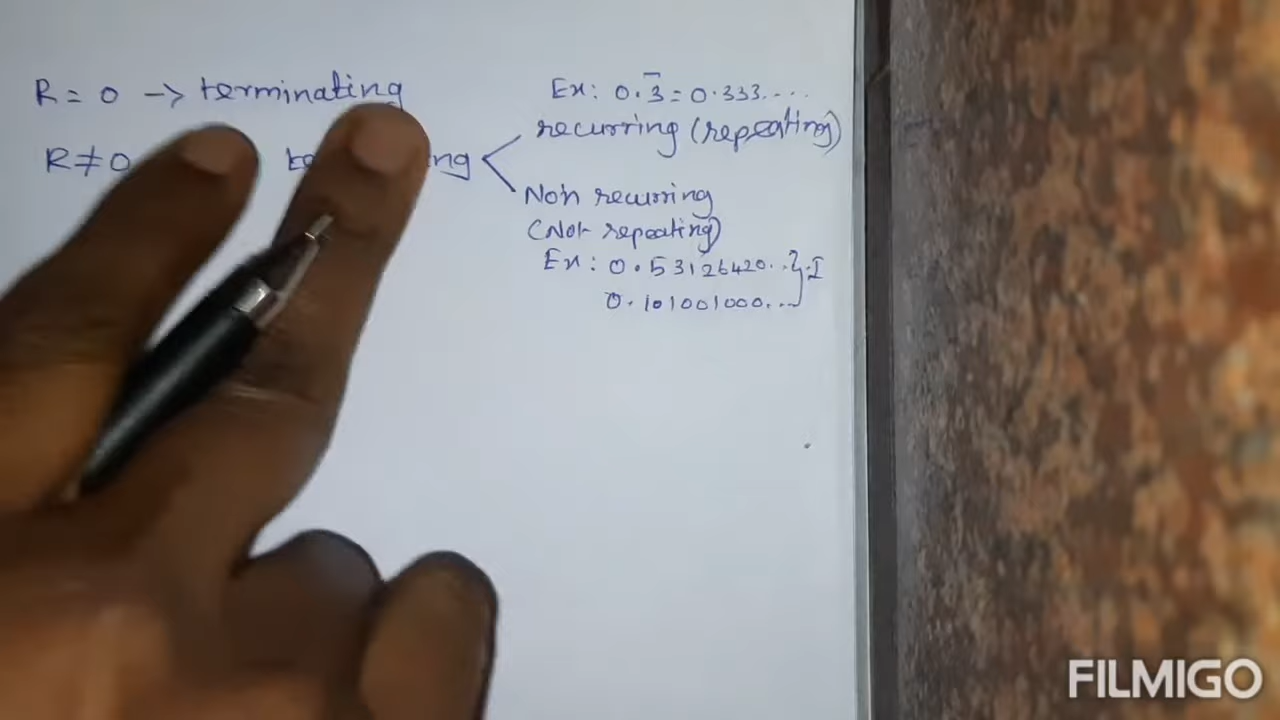 R = 0 -> terminating
R ≠ 0
Ex: 0.3̅ = 0.333....
recurring (repeating)
Non recurring
(Not repeating)
Ex: 0.53126420...} I
0.101001000...
FILMIGO